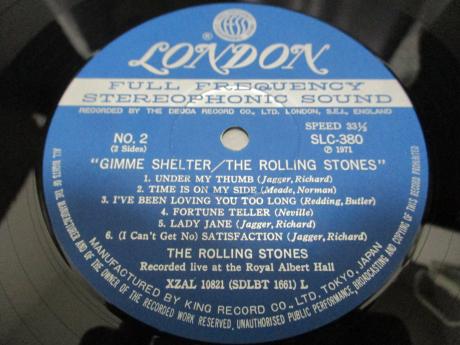 LONDON
FULL FREQUENCY
STEREOPHONIC SOUND
RECORDED BY THE DECCA RECORD CO., LTD. LONDON, S.E.I., ENGLAND
NO. 2
(2 Sides)
SPEED 33⅓
SLC-380
℗ 1971
"GIMME SHELTER/THE ROLLING STONES"
1. UNDER MY THUMB (Jagger, Richard)
2. TIME IS ON MY SIDE (Meade, Norman)
3. I'VE BEEN LOVING YOU TOO LONG (Redding, Butler)
4. FORTUNE TELLER (Neville)
5. LADY JANE (Jagger, Richard)
6. (I Can't Get No) SATISFACTION (Jagger, Richard)
THE ROLLING STONES
Recorded live at the Royal Albert Hall
XZAL 10821 (SDLBT 1661) L
MANUFACTURED BY KING RECORD CO., LTD. TOKYO, JAPAN
ALL RIGHTS OF THE MANUFACTURER AND OF THE OWNER OF THE RECORDED WORK RESERVED. UNAUTHORISED PUBLIC PERFORMANCE, BROADCASTING AND COPYING OF THIS RECORD PROHIBITED